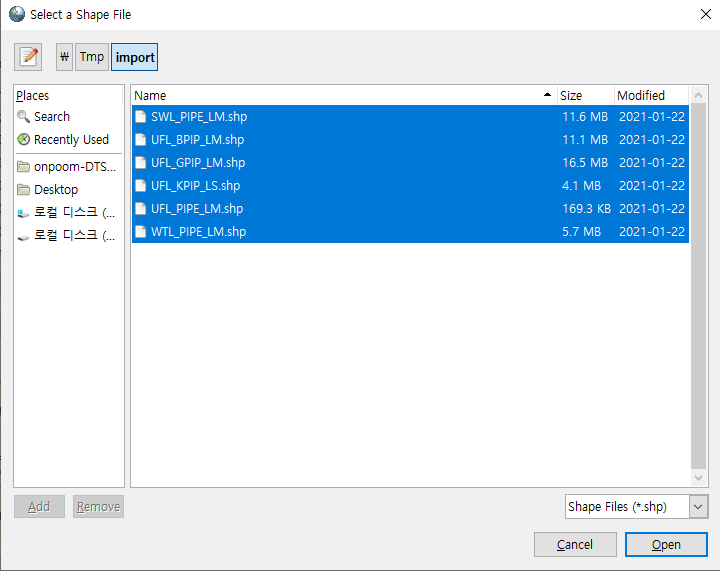 Select a Shape File
₩ Tmp import
Places
Search
Recently Used
onpoom-DTS...
Desktop
로컬 디스크 (...
로컬 디스크 (...
Name Size Modified
SWL_PIPE_LM.shp 11.6 MB 2021-01-22
UFL_BPIP_LM.shp 11.1 MB 2021-01-22
UFL_GPIP_LM.shp 16.5 MB 2021-01-22
UFL_KPIP_LS.shp 4.1 MB 2021-01-22
UFL_PIPE_LM.shp 169.3 KB 2021-01-22
WTL_PIPE_LM.shp 5.7 MB 2021-01-22
Add Remove
Shape Files (*.shp)
Cancel Open